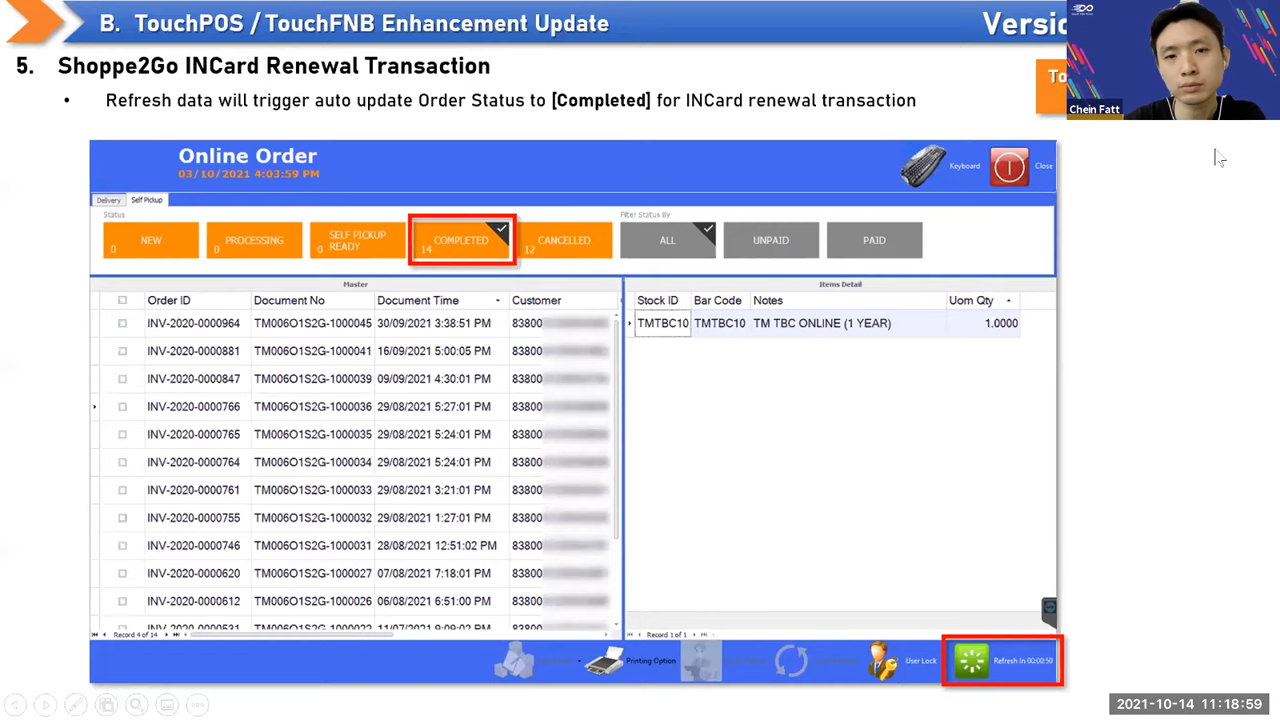 B. TouchPOS / TouchFNB Enhancement Update
Versio
5. Shoppe2Go INCard Renewal Transaction
To
Chein Fatt
• Refresh data will trigger auto update Order Status to [Completed] for INCard renewal transaction
Online Order
03/10/2021 4:03:59 PM
Keyboard
Close
Delivery
Self Pickup
Status
NEW
0
PROCESSING
0
SELF PICKUP
READY
0
COMPLETED
14
CANCELLED
12
Filter Status By
ALL
UNPAID
PAID
Master
Order ID Document No Document Time Customer
INV-2020-0000964 TM006O1S2G-1000045 30/09/2021 3:38:51 PM 83800
INV-2020-0000881 TM006O1S2G-1000041 16/09/2021 5:00:05 PM 83800
INV-2020-0000847 TM006O1S2G-1000039 09/09/2021 4:30:01 PM 83800
INV-2020-0000766 TM006O1S2G-1000036 29/08/2021 5:27:01 PM 83800
INV-2020-0000765 TM006O1S2G-1000035 29/08/2021 5:24:01 PM 83800
INV-2020-0000764 TM006O1S2G-1000034 29/08/2021 5:24:01 PM 83800
INV-2020-0000761 TM006O1S2G-1000033 29/08/2021 3:21:01 PM 83800
INV-2020-0000755 TM006O1S2G-1000032 29/08/2021 1:27:01 PM 83800
INV-2020-0000746 TM006O1S2G-1000031 28/08/2021 12:51:02 PM 83800
INV-2020-0000620 TM006O1S2G-1000027 07/08/2021 7:18:01 PM 83800
INV-2020-0000612 TM006O1S2G-1000026 06/08/2021 6:51:00 PM 83800
Record 4 of 14
Items Detail
Stock ID Bar Code Notes Uom Qty
TMTBC10 TMTBC10 TM TBC ONLINE (1 YEAR) 1.0000
Record 1 of 1
Printing Option
User Lock
Refresh In 00:00:50
2021-10-14 11:18:59